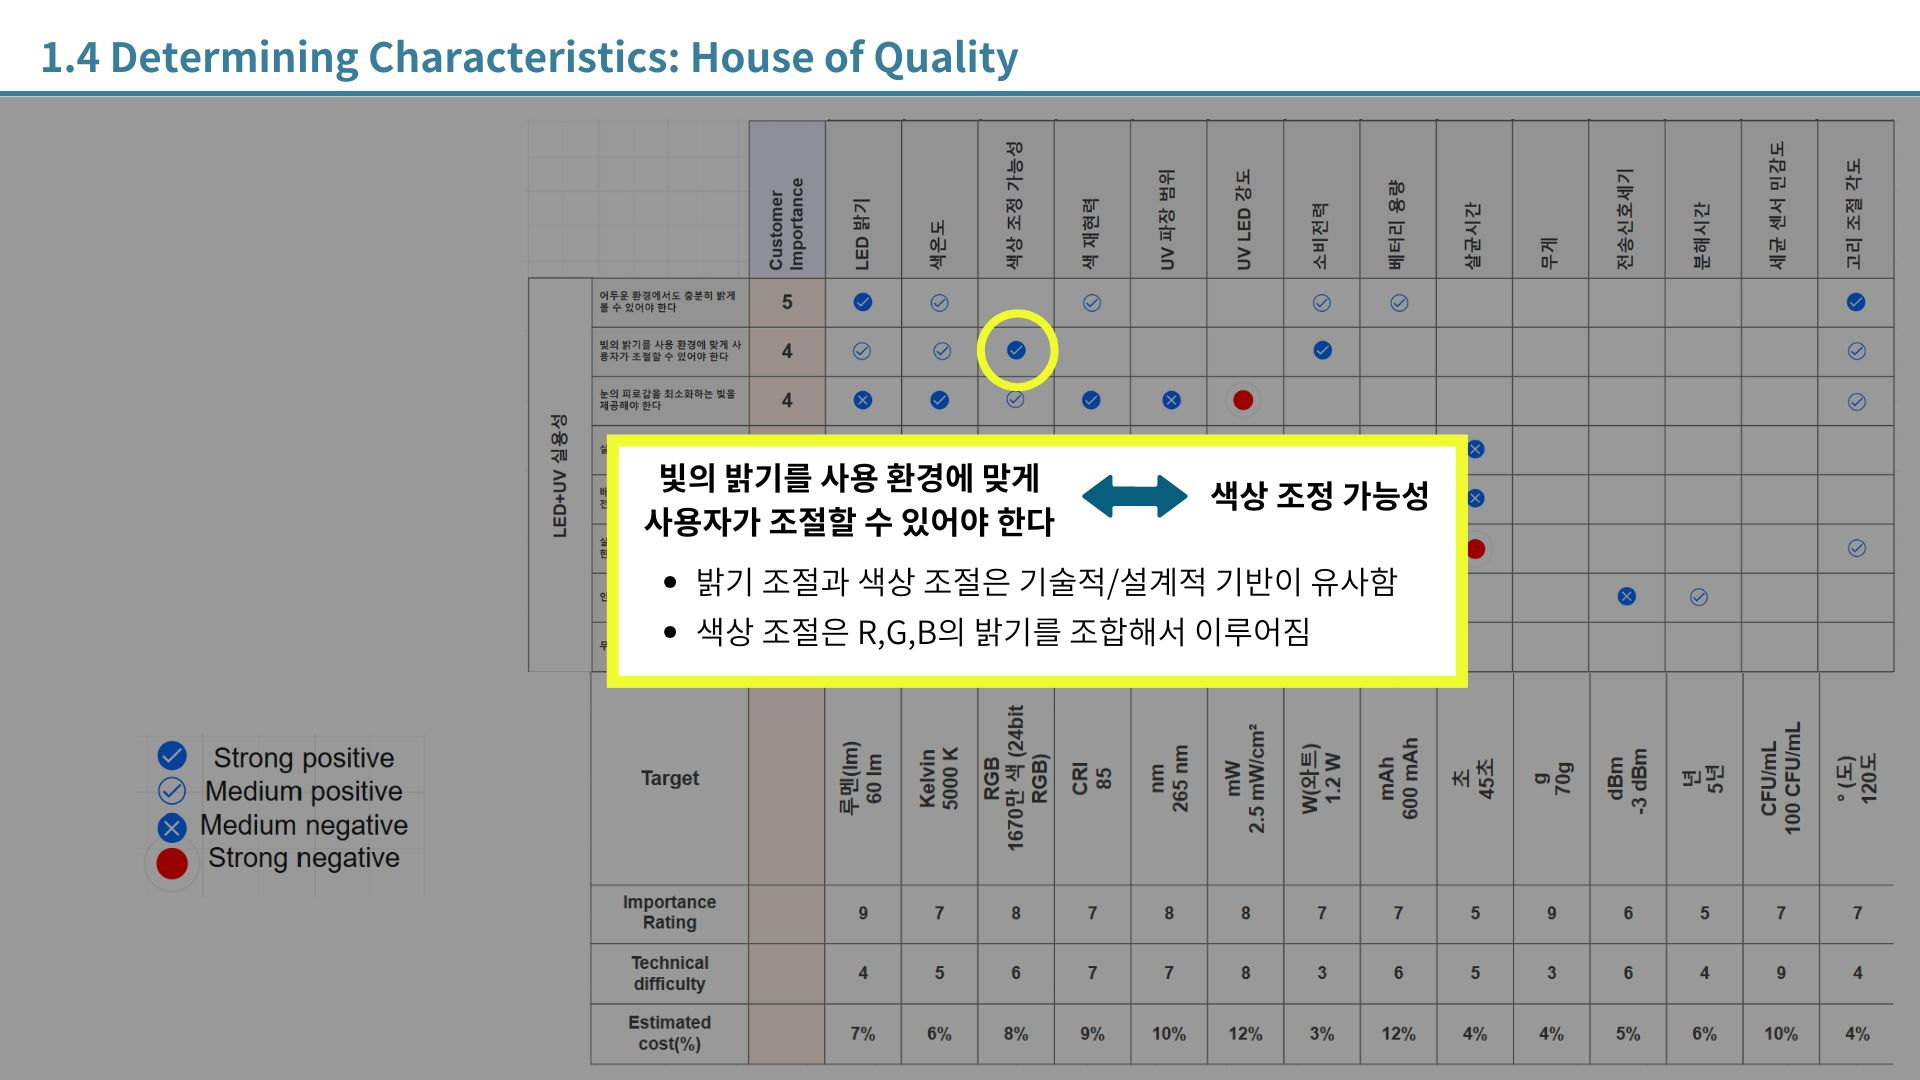 1.4 Determining Characteristics: House of Quality
Customer
Importance
LED 밝기
색온도
색상 조정 가능성
색 재현력
UV 파장 범위
UV LED 강도
소비전력
베터리 용량
살균시간
무게
전송신호세기
분해시간
세균 센서 민감도
고리 조절 각도
LED+UV 실용성
어두운 환경에서도 충분히 밝게
볼 수 있어야 한다
5
빛의 밝기를 사용 환경에 맞게 사
용자가 조절할 수 있어야 한다
4
눈의 피로감을 최소화하는 빛을
제공해야 한다
4
빛의 밝기를 사용 환경에 맞게
사용자가 조절할 수 있어야 한다
색상 조정 가능성
• 밝기 조절과 색상 조절은 기술적/설계적 기반이 유사함
• 색상 조절은 R,G,B의 밝기를 조합해서 이루어짐
Strong positive
Medium positive
Medium negative
Strong negative
Target
루멘(lm)
60 lm
Kelvin
5000 K
RGB
1670만 색 (24bit
RGB)
CRI
85
nm
265 nm
mW
2.5 mW/cm²
W(와트)
1.2 W
mAh
600 mAh
초
45초
g
70g
dBm
-3 dBm
년
5년
CFU/mL
100 CFU/mL
° (도)
120도
Importance
Rating
9 7 8 7 8 8 7 7 5 9 6 5 7 7
Technical
difficulty
4 5 6 7 7 8 3 6 5 3 6 4 9 4
Estimated
cost(%)
7% 6% 8% 9% 10% 12% 3% 12% 4% 4% 5% 6% 10% 4%